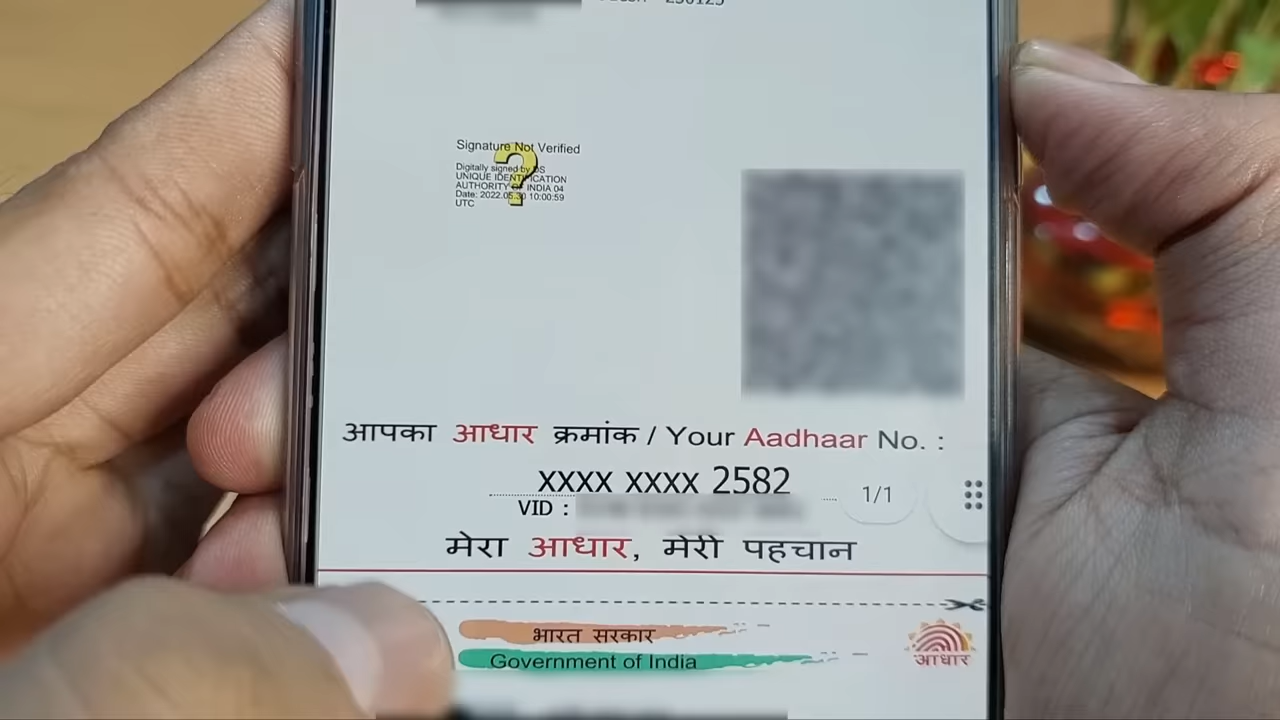 Signature Not Verified
Digitally signed by DS
UNIQUE IDENTIFICATION
AUTHORITY OF INDIA 04
Date: 2022.05.30 10:00:59
UTC
आपका आधार क्रमांक / Your Aadhaar No. :
XXXX XXXX 2582
1/1
VID :
मेरा आधार, मेरी पहचान
भारत सरकार
Government of India
आधार